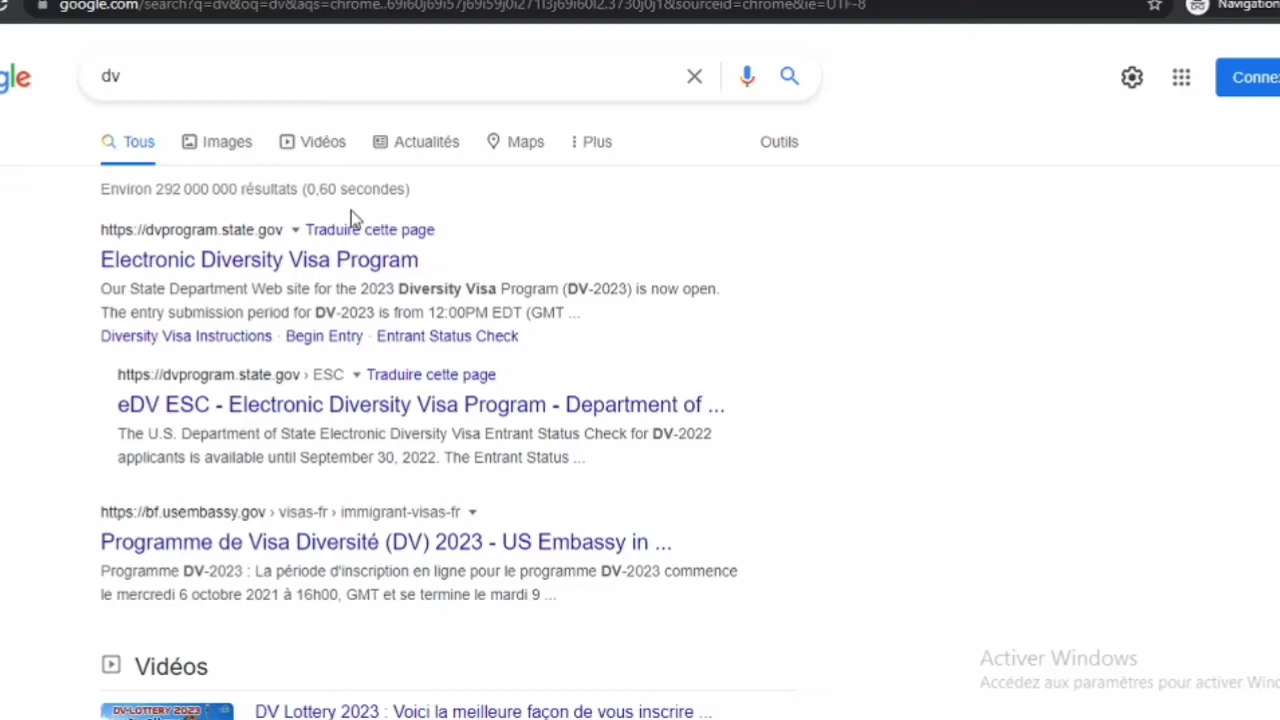 google.com/search?q=dv&oq=dv&aqs=chrome..69i60j69i57j69i59j0i271l3j69i60l2.3730j0j1&sourceid=chrome&ie=UTF-8
Navigation
gle
dv
Conne
Tous
Images
Vidéos
Actualités
Maps
Plus
Outils
Environ 292 000 000 résultats (0,60 secondes)
https://dvprogram.state.gov Traduire cette page
Electronic Diversity Visa Program
Our State Department Web site for the 2023 Diversity Visa Program (DV-2023) is now open.
The entry submission period for DV-2023 is from 12:00PM EDT (GMT ...
Diversity Visa Instructions · Begin Entry · Entrant Status Check
https://dvprogram.state.gov › ESC Traduire cette page
eDV ESC - Electronic Diversity Visa Program - Department of ...
The U.S. Department of State Electronic Diversity Visa Entrant Status Check for DV-2022
applicants is available until September 30, 2022. The Entrant Status ...
https://bf.usembassy.gov › visas-fr › immigrant-visas-fr
Programme de Visa Diversité (DV) 2023 - US Embassy in ...
Programme DV-2023 : La période d'inscription en ligne pour le programme DV-2023 commence
le mercredi 6 octobre 2021 à 16h00, GMT et se termine le mardi 9 ...
Vidéos
DV-LOTTERY 2023
DV Lottery 2023 : Voici la meilleure façon de vous inscrire ...
Activer Windows
Accédez aux paramètres pour activer Winc